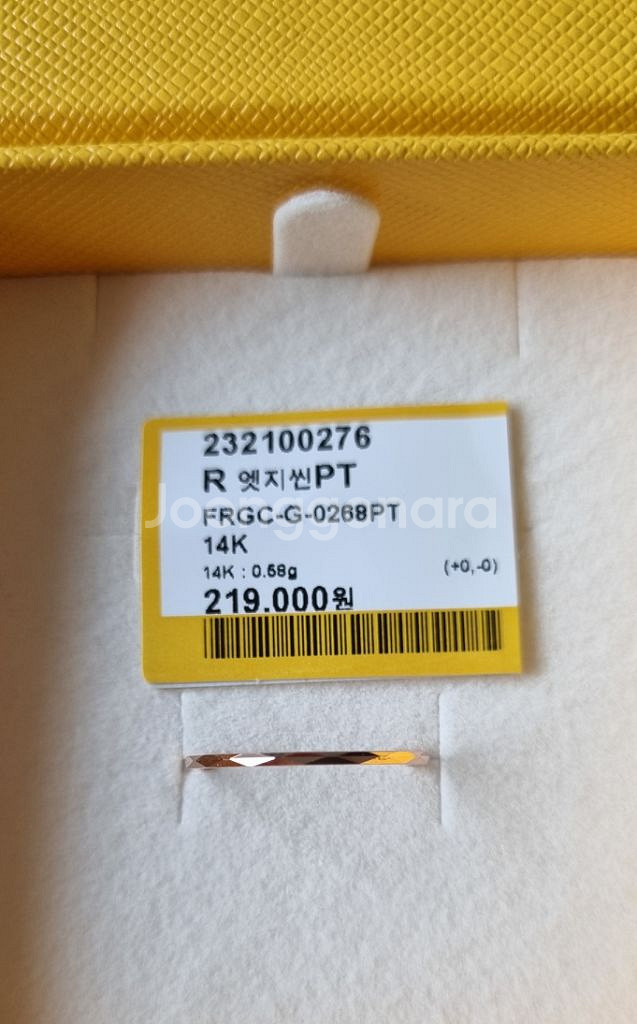 232100276
R 엣지씬PT
Joonggonara
FRGC-G-0268PT
14K
14K : 0.58g (+0,-0)
219.000원